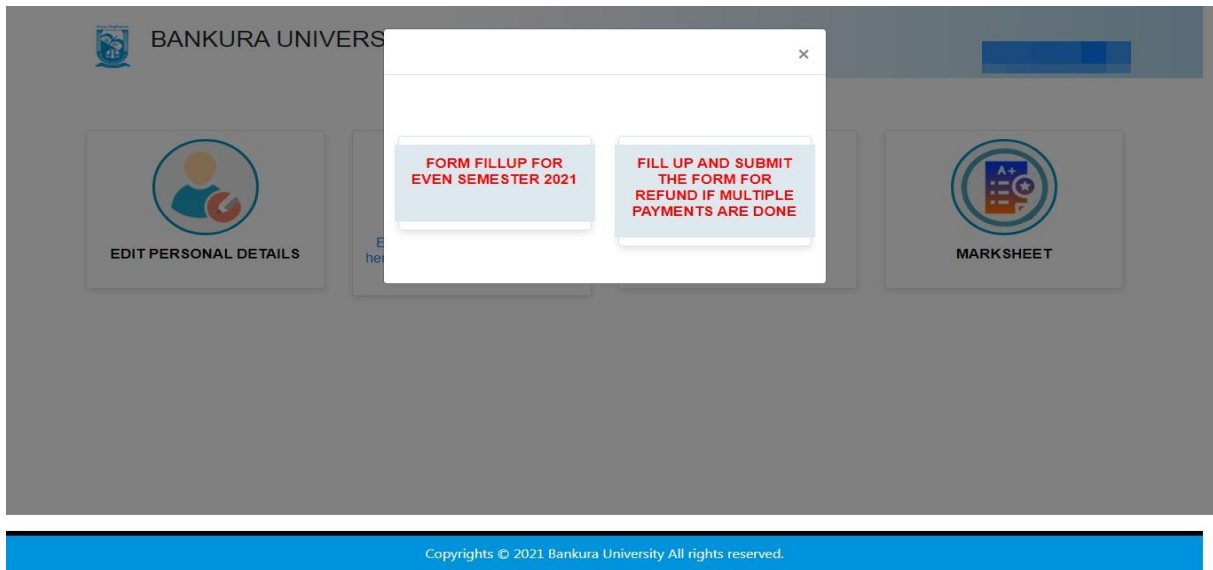 BANKURA UNIVERS
×
FORM FILLUP FOR
EVEN SEMESTER 2021
FILL UP AND SUBMIT
THE FORM FOR
REFUND IF MULTIPLE
PAYMENTS ARE DONE
EDIT PERSONAL DETAILS
E
her
A+
MARKSHEET
Copyrights © 2021 Bankura University All rights reserved.